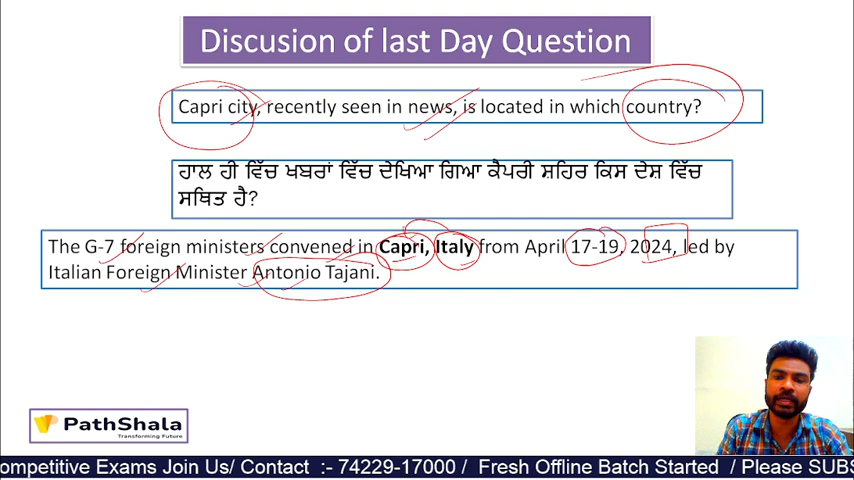 Discusion of last Day Question
Capri city, recently seen in news, is located in which country?
ਹਾਲ ਹੀ ਵਿੱਚ ਖਬਰਾਂ ਵਿੱਚ ਦੇਖਿਆ ਗਿਆ ਕੈਪਰੀ ਸ਼ਹਿਰ ਕਿਸ ਦੇਸ਼ ਵਿੱਚ
ਸਥਿਤ ਹੈ?
The G-7 foreign ministers convened in Capri, Italy from April 17-19, 2024, led by
Italian Foreign Minister Antonio Tajani.
PathShala
Transforming Future
ompetitive Exams Join Us/ Contact :- 74229-17000 / Fresh Offline Batch Started / Please SUBS